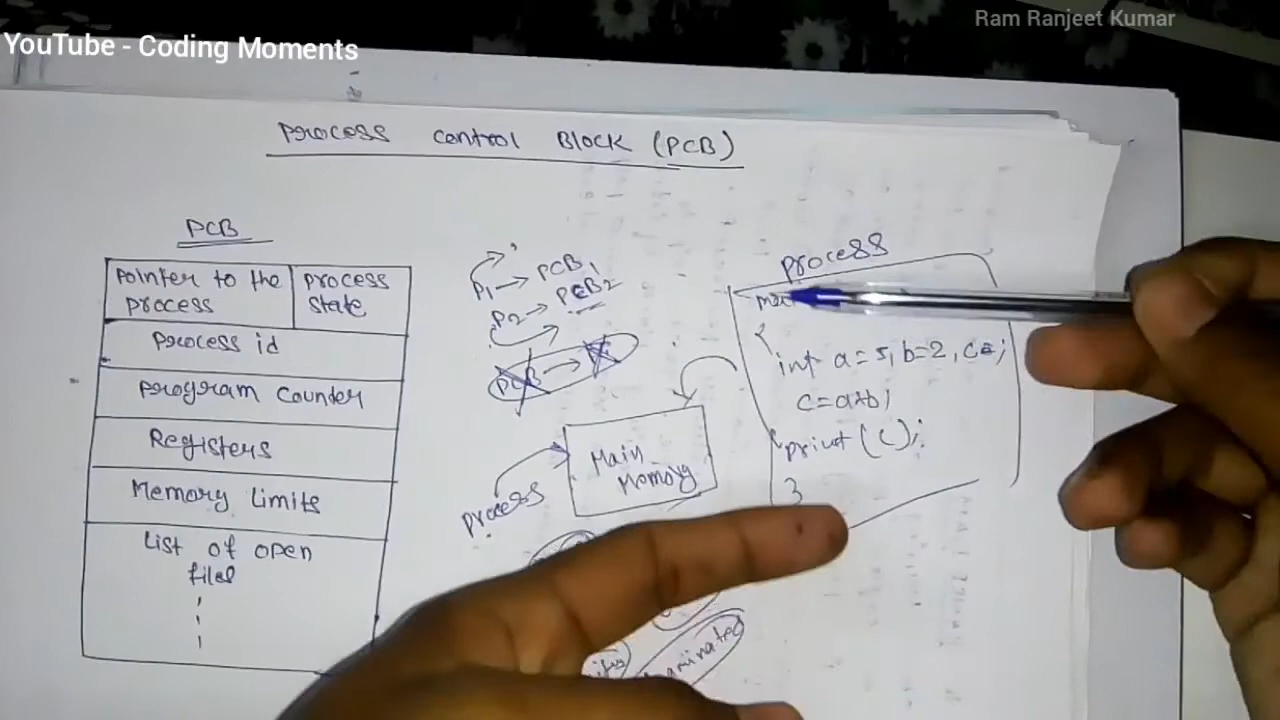 Ram Ranjeet Kumar
YouTube - Coding Moments
Process control Block (PCB)
PCB
Pointer to the process
process state
Process id
Program counter
Registers
Memory Limits
List of open files
P1 → PCB1
P2 → PCB2
PCB →
process
Main Memory
process
{
int a=5, b=2, c
c=a+b;
print (c);
}